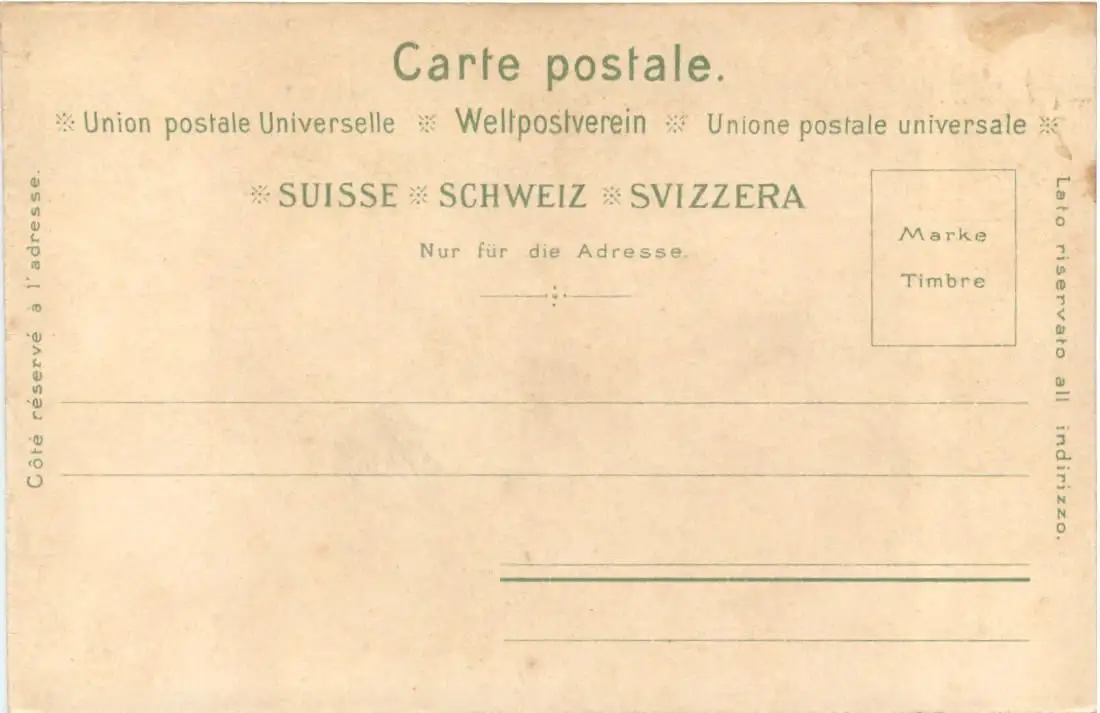 Carte postale.
※ Union postale Universelle ※ Weltpostverein ※ Unione postale universale ※
※ SUISSE ※ SCHWEIZ ※ SVIZZERA
Nur für die Adresse.
Marke
Timbre
Côté réservé à l'adresse.
Lato riservato all indirizzo.